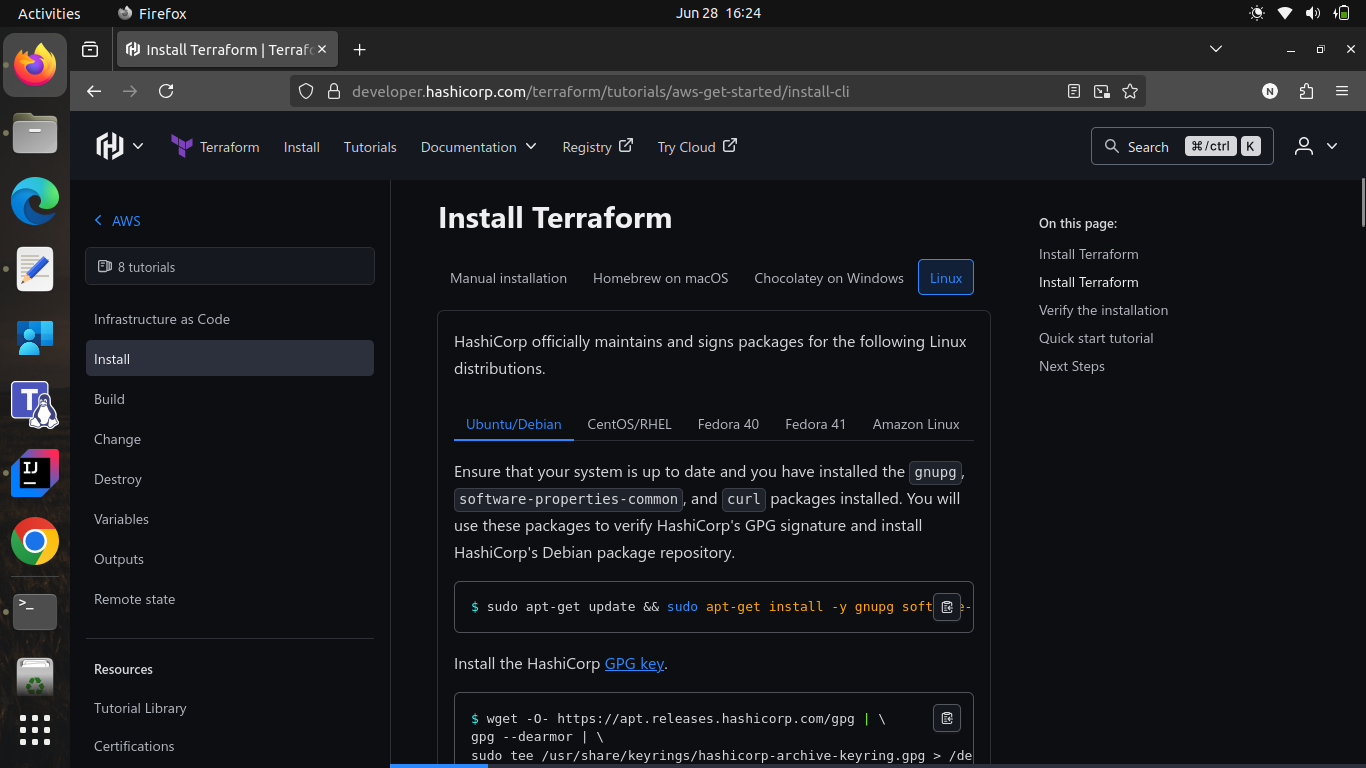 Activities
Firefox
Jun 28 16:24
Install Terraform | Terraf
developer.hashicorp.com/terraform/tutorials/aws-get-started/install-cli
N
Terraform
Install
Tutorials
Documentation
Registry
Try Cloud
Search
⌘/ctrl
K
AWS
8 tutorials
Infrastructure as Code
Install
Build
Change
Destroy
Variables
Outputs
Remote state
Resources
Tutorial Library
Certifications
Install Terraform
Manual installation
Homebrew on macOS
Chocolatey on Windows
Linux
HashiCorp officially maintains and signs packages for the following Linux
distributions.
Ubuntu/Debian
CentOS/RHEL
Fedora 40
Fedora 41
Amazon Linux
Ensure that your system is up to date and you have installed the gnupg,
software-properties-common, and curl packages installed. You will
use these packages to verify HashiCorp's GPG signature and install
HashiCorp's Debian package repository.
$ sudo apt-get update && sudo apt-get install -y gnupg
Install the HashiCorp GPG key.
$ wget -O- https://apt.releases.hashicorp.com/gpg | \
gpg --dearmor | \
sudo tee /usr/share/keyrings/hashicorp-archive-keyring.gpg > /de
On this page:
Install Terraform
Install Terraform
Verify the installation
Quick start tutorial
Next Steps
T
IJ
>_